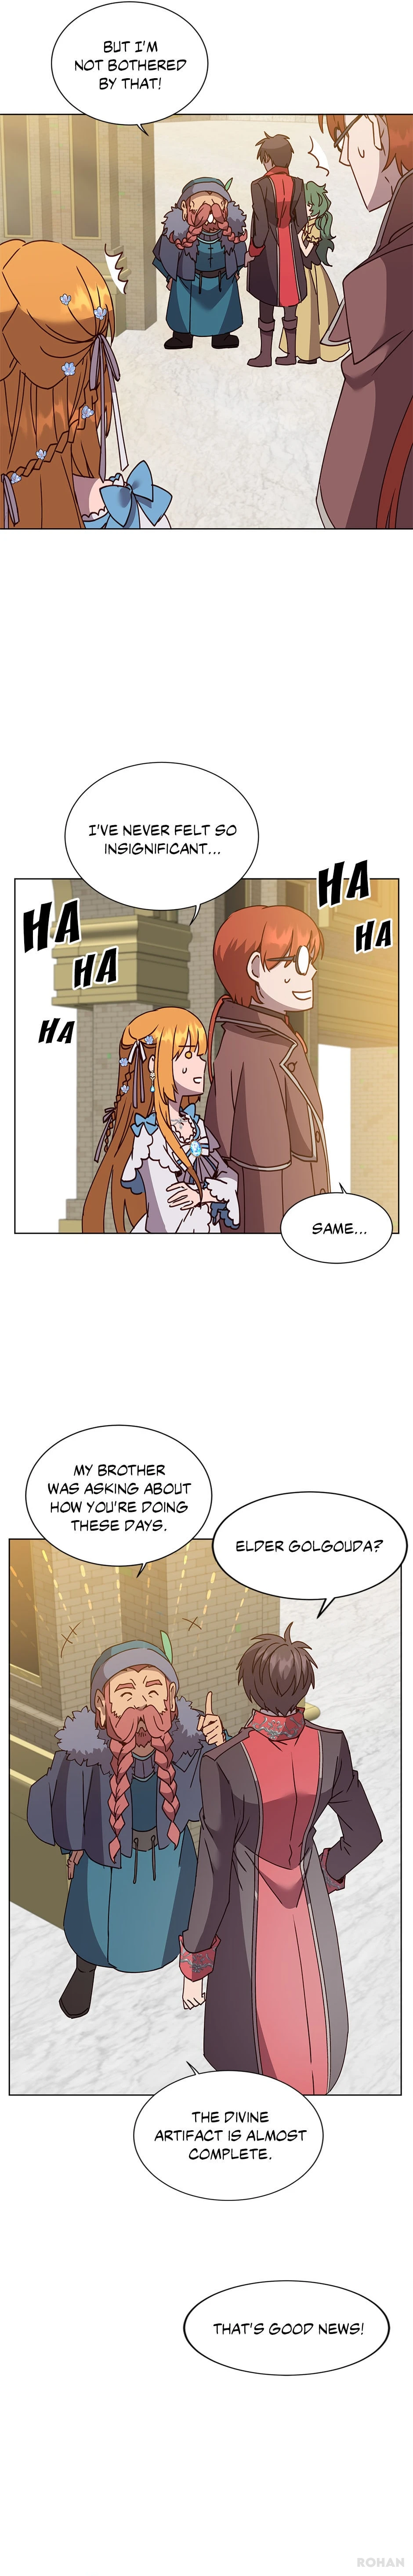 BUT I'M
NOT BOTHERED
BY THAT!
I'VE NEVER FELT SO
INSIGNIFICANT...
HA
HA
HA
HA
HA
SAME...
MY BROTHER
WAS ASKING ABOUT
HOW YOU'RE DOING
THESE DAYS.
ELDER GOLGOUDA?
THE DIVINE
ARTIFACT IS ALMOST
COMPLETE.
THAT'S GOOD NEWS!
ROHAN